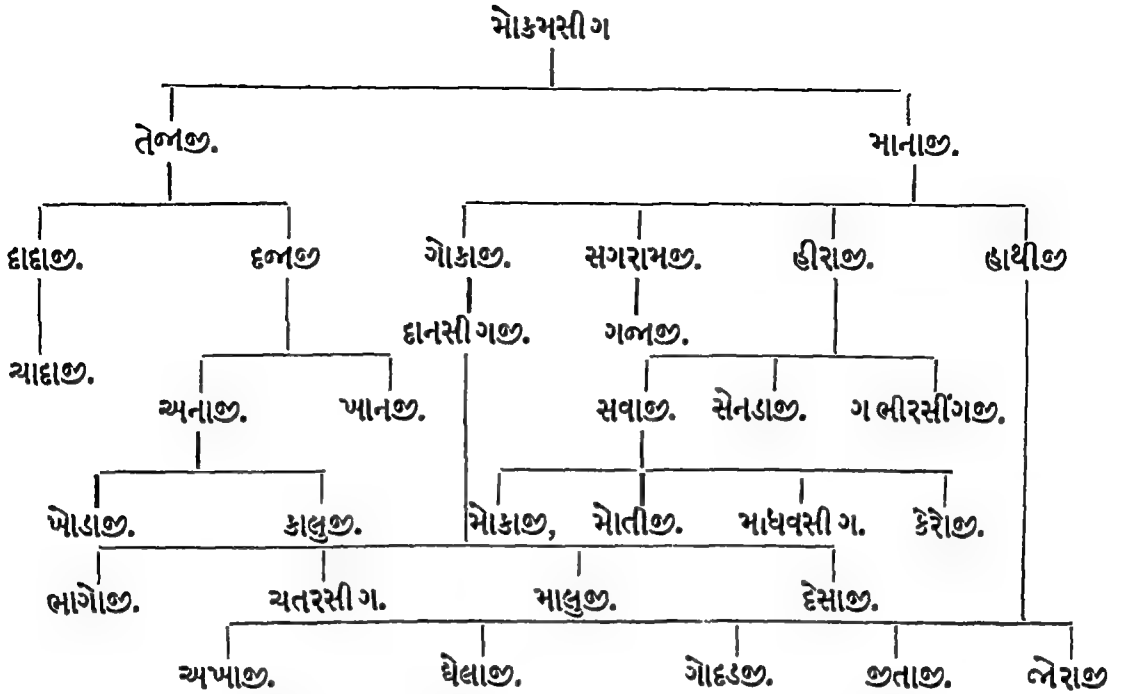 મોકમસીગ
તેજાજી. માનાજી.
દાદાજી. દજાજી ગોકાજી. સગરામજી. હીરાજી. હાથીજી
દાનસીગજી. ગજાજી.
ચાદાજી.
અનાજી. ખાનજી. સવાજી. સેનડાજી. ગભીરસીંગજી.
ખોડાજી. કાલુજી. મોકાજી, મોતીજી. માધવસીગ. કેરોજી.
ભાગોજી. ચતરસીગ. માલુજી. દેસાજી.
અખાજી. ઘેલાજી. ગોદડજી. જીતાજી. જોરાજી